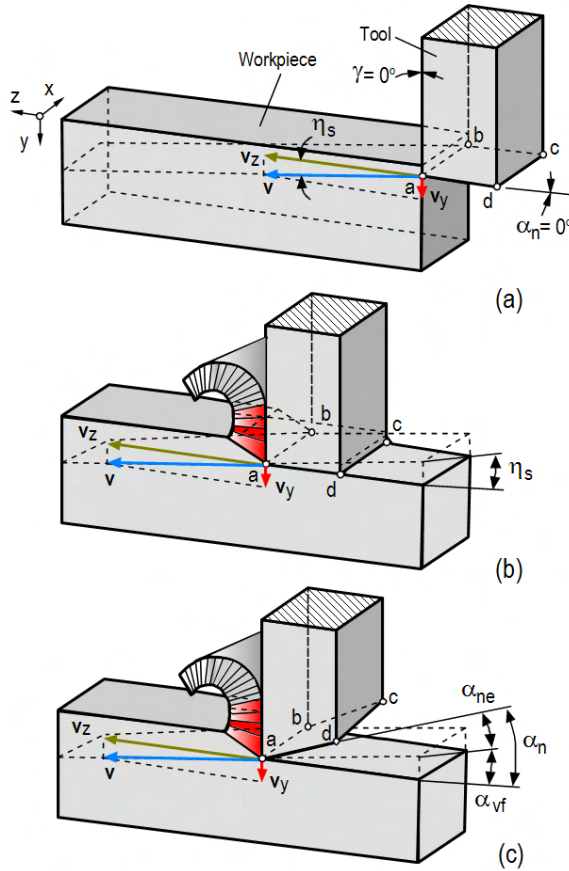 Tool
Workpiece
γ = 0°
z
x
y
ηs
vz
v
a
vy
b
c
d
αn = 0°
(a)
b
c
vz
v
a
vy
d
ηs
(b)
c
b
d
a
vz
v
vy
αne
αn
αvf
(c)